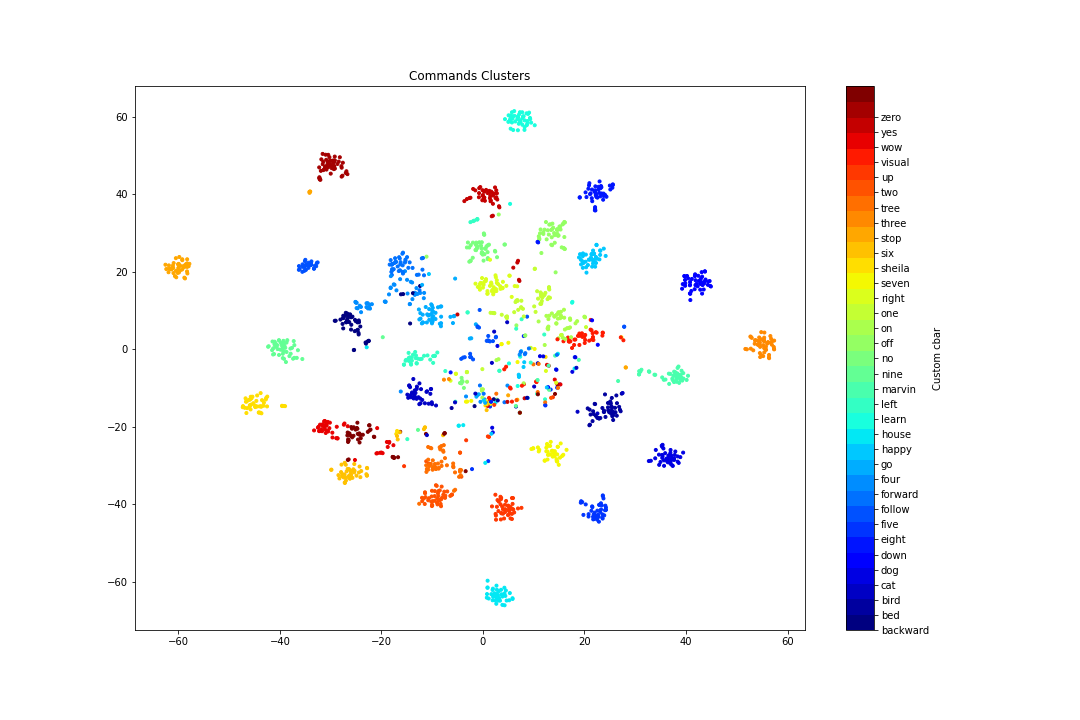 Commands Clusters
60
40
20
0
−20
−40
−60
−60 −40 −20 0 20 40 60
zero
yes
wow
visual
up
two
tree
three
stop
six
sheila
seven
right
one
on
off
no
nine
marvin
left
learn
house
happy
go
four
forward
follow
five
eight
down
dog
cat
bird
bed
backward
Custom cbar